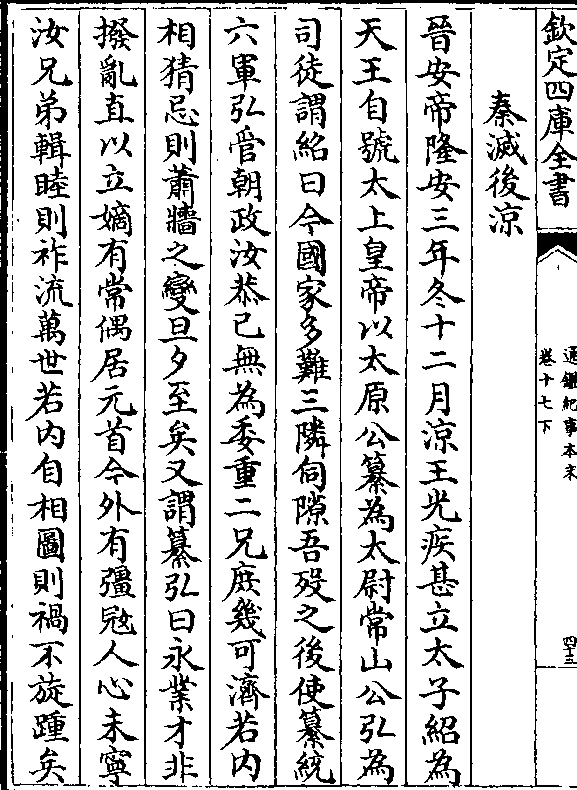 欽定四庫全書
通鑑紀事本末
卷十七下
四十三
秦滅後涼
晉安帝隆安三年冬十二月涼王光疾甚立太子紹為
天王自號太上皇帝以太原公纂為太尉常山公弘為
司徒謂紹曰今國家多難三隣伺隙吾殁之後使纂統
六軍弘管朝政汝恭己無為委重二兄庶幾可濟若内
相猜忌則蕭牆之變旦夕至矣又謂纂弘曰永業才非
撥亂直以立嫡有常偶居元首今外有彊冦人心未寧
汝兄弟輯睦則祚流萬世若内自相圖則禍不旋踵矣